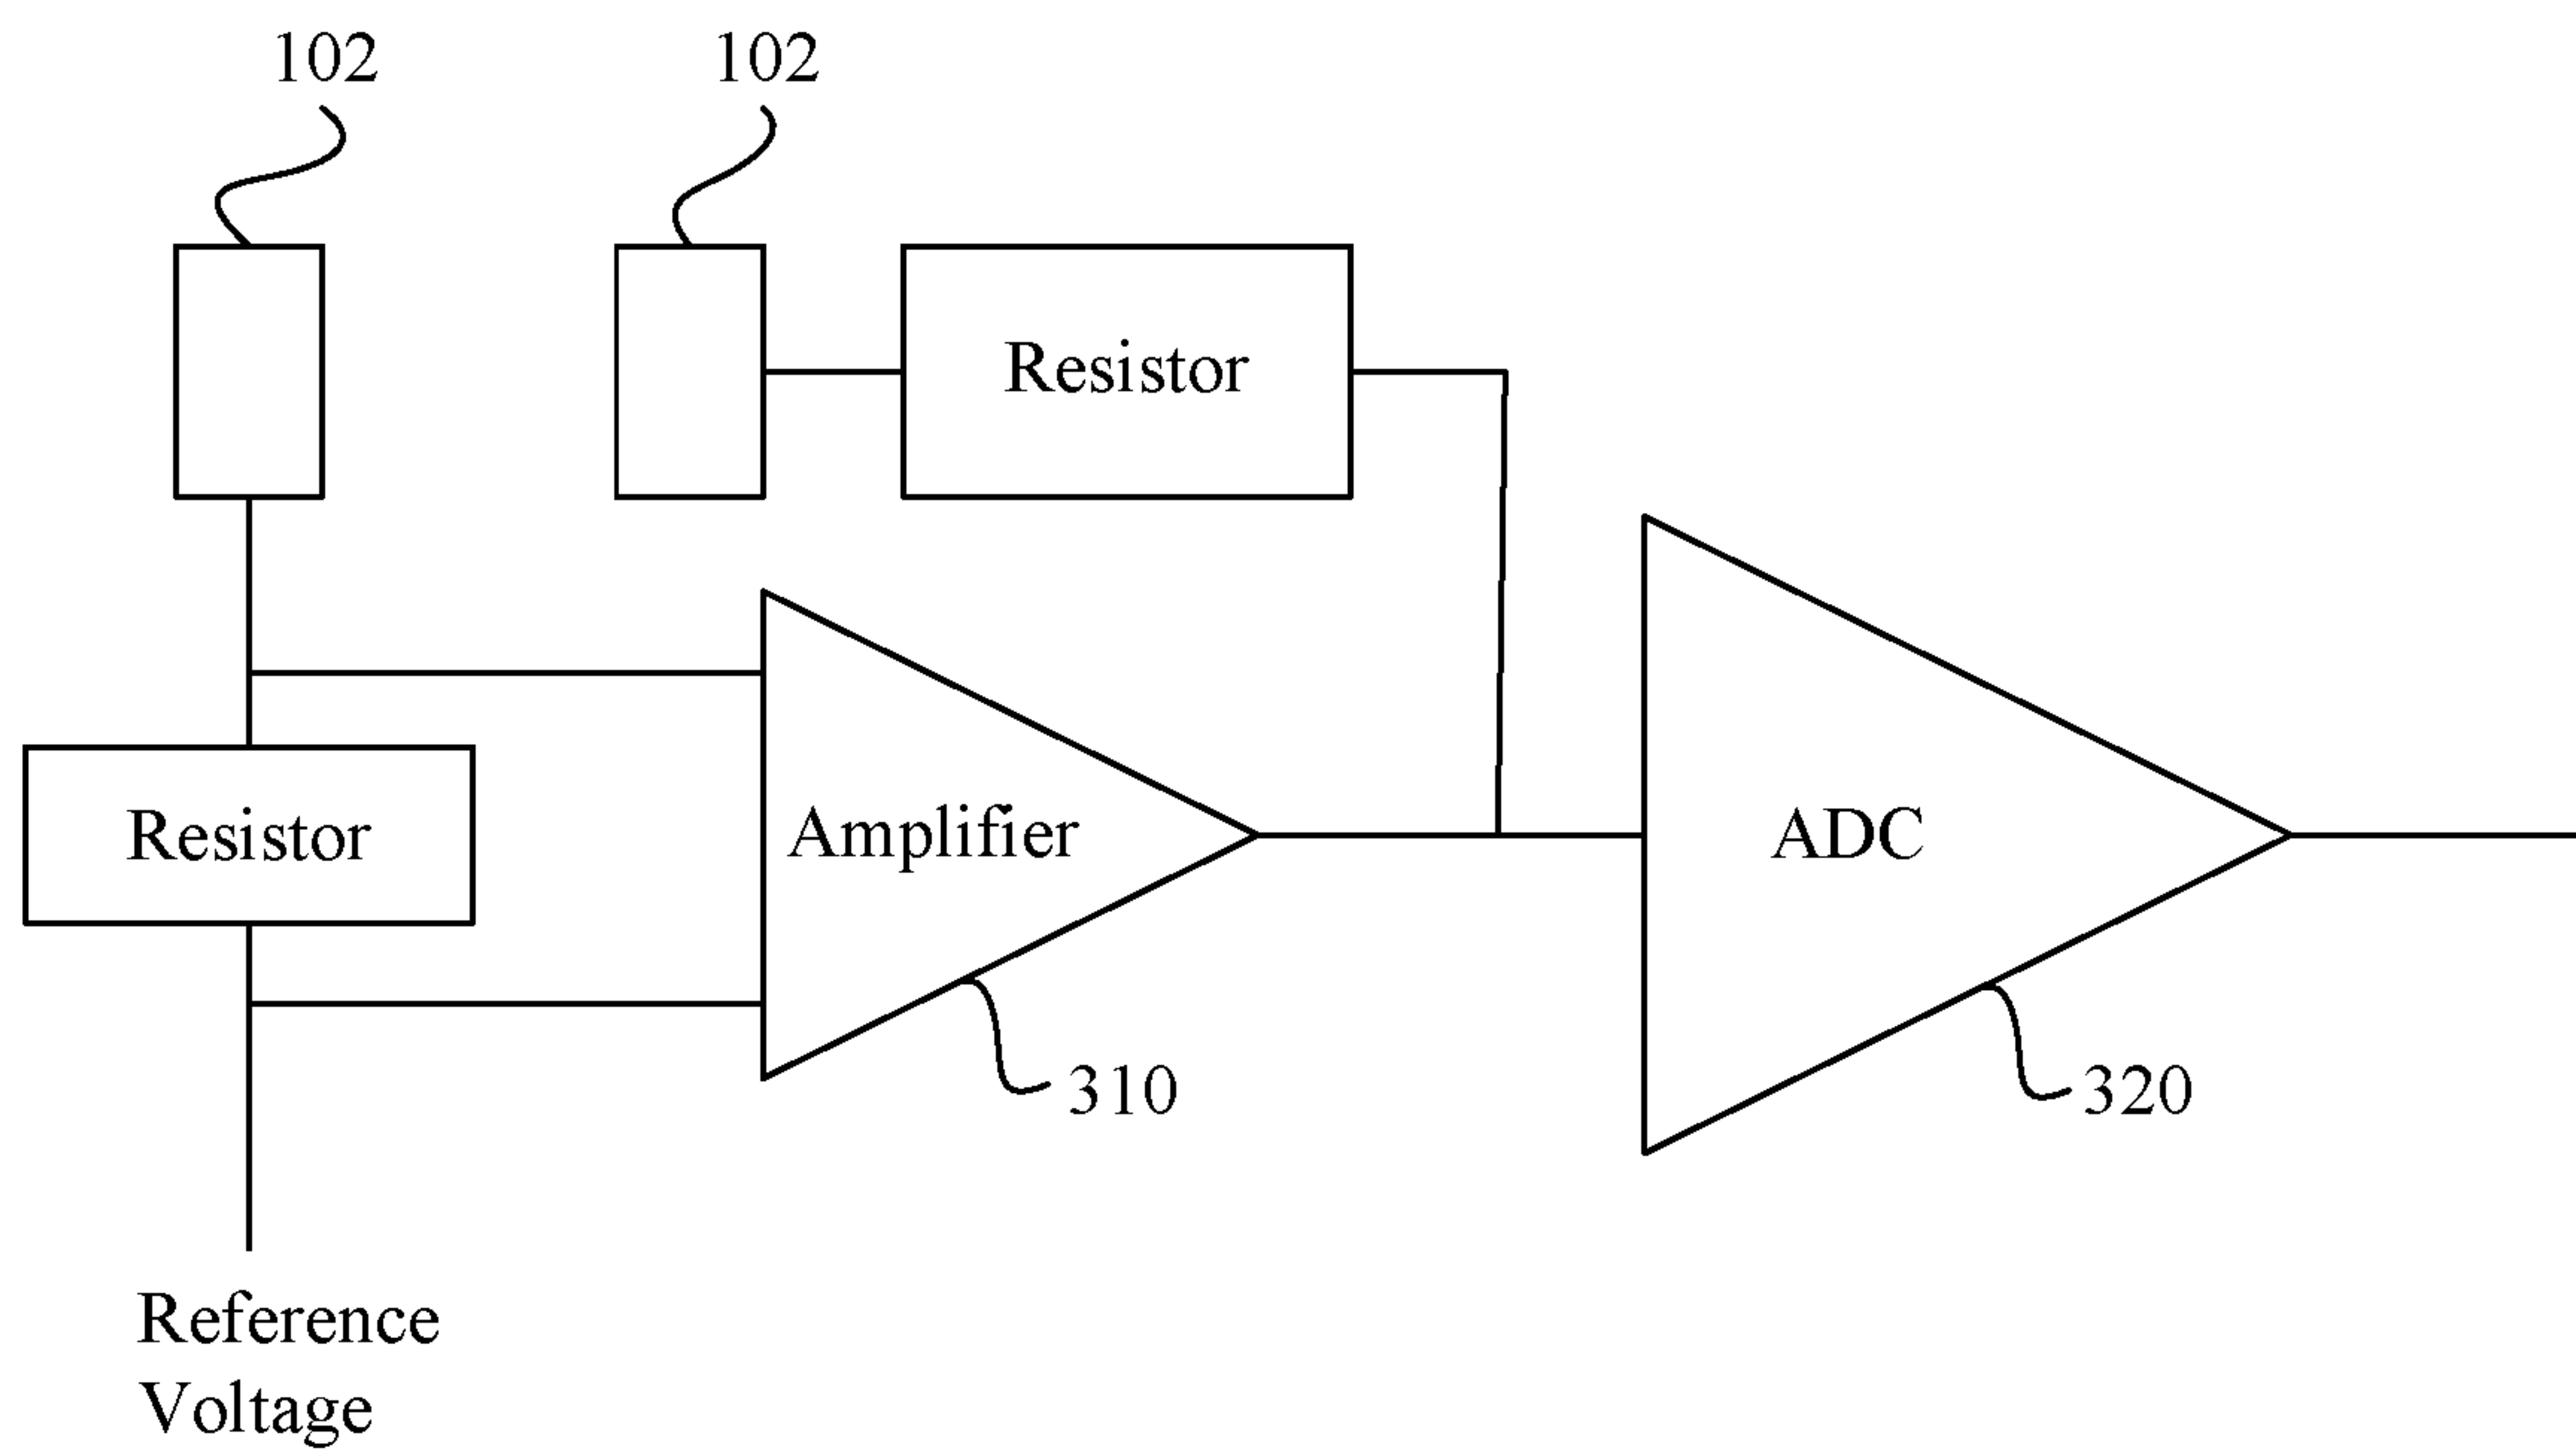 102
102
Resistor
Resistor
Amplifier
ADC
310
320
Reference
Voltage